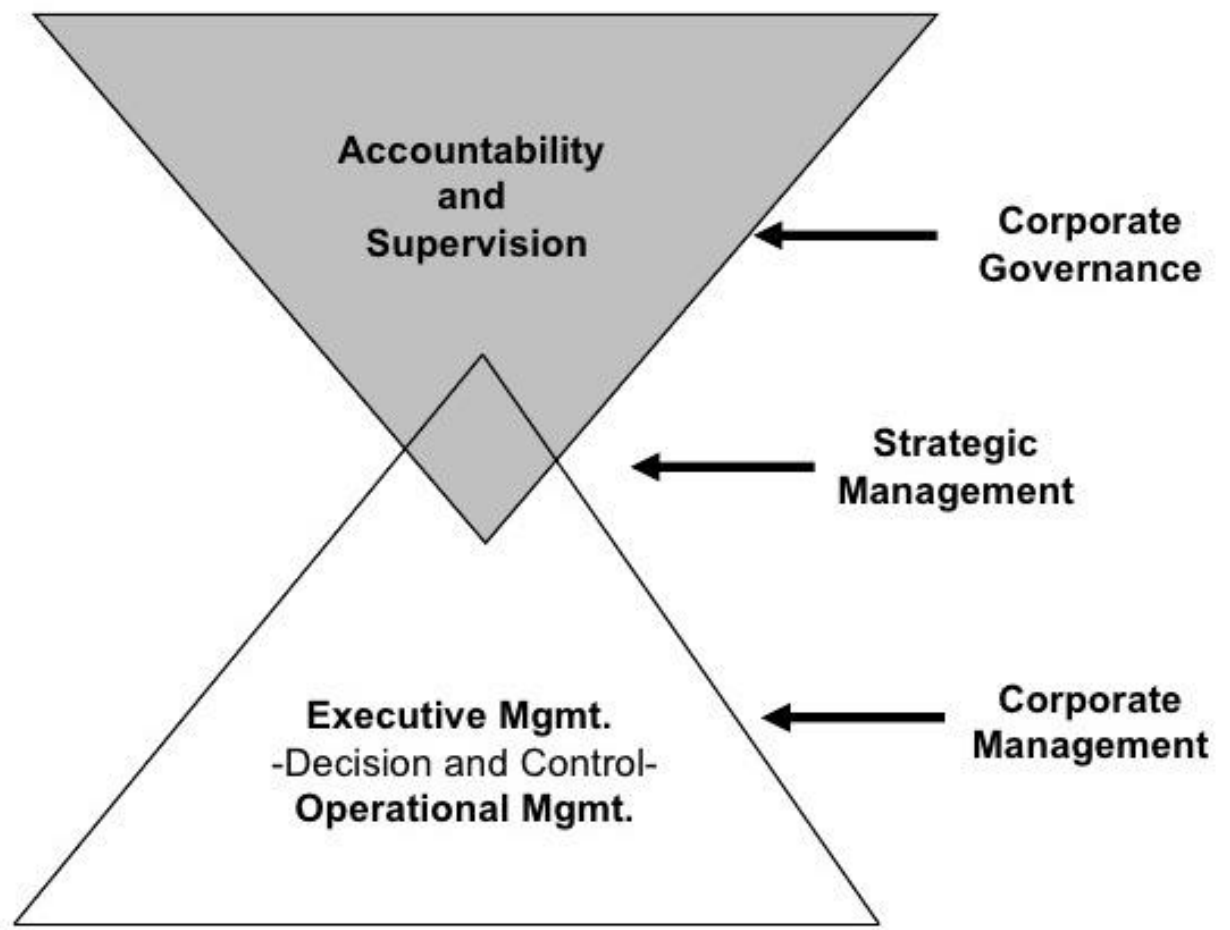 Accountability
and
Supervision
Corporate
Governance
Strategic
Management
Executive Mgmt.
-Decision and Control-
Operational Mgmt.
Corporate
Management